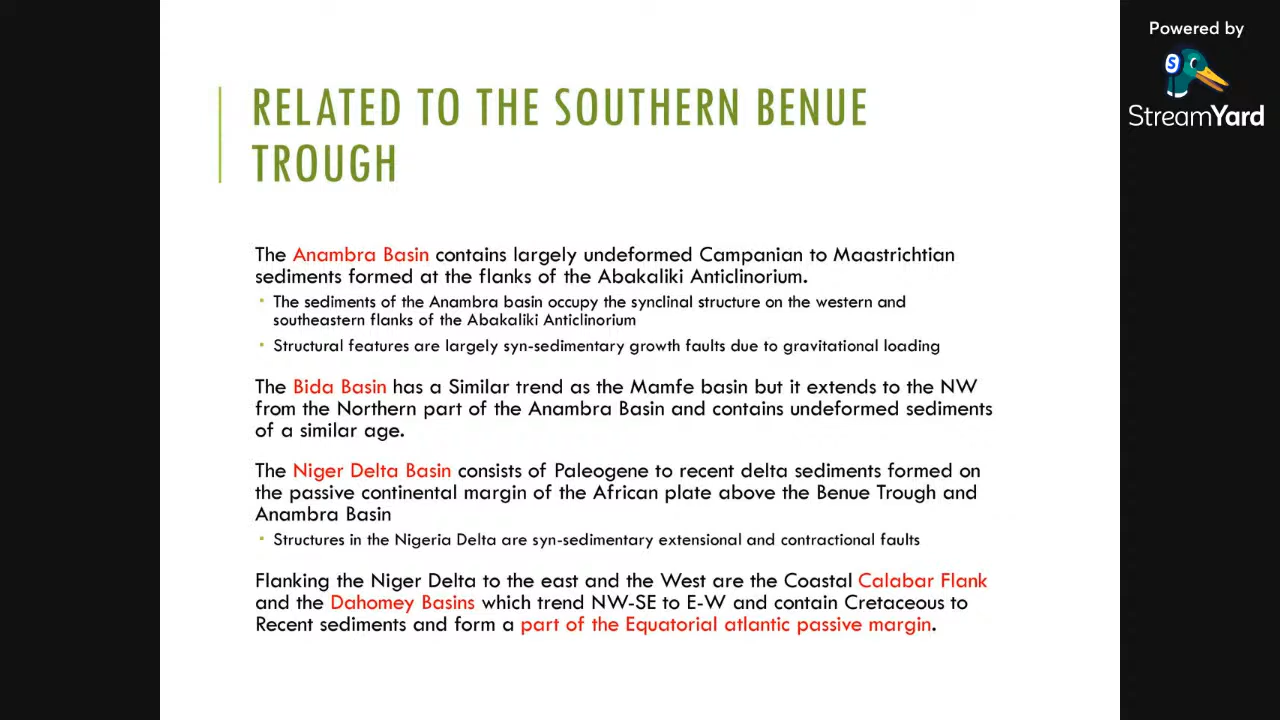 Powered by
StreamYard
RELATED TO THE SOUTHERN BENUE
TROUGH
The Anambra Basin contains largely undeformed Campanian to Maastrichtian
sediments formed at the flanks of the Abakaliki Anticlinorium.
The sediments of the Anambra basin occupy the synclinal structure on the western and
southeastern flanks of the Abakaliki Anticlinorium
Structural features are largely syn-sedimentary growth faults due to gravitational loading
The Bida Basin has a Similar trend as the Mamfe basin but it extends to the NW
from the Northern part of the Anambra Basin and contains undeformed sediments
of a similar age.
The Niger Delta Basin consists of Paleogene to recent delta sediments formed on
the passive continental margin of the African plate above the Benue Trough and
Anambra Basin
Structures in the Nigeria Delta are syn-sedimentary extensional and contractional faults
Flanking the Niger Delta to the east and the West are the Coastal Calabar Flank
and the Dahomey Basins which trend NW-SE to E-W and contain Cretaceous to
Recent sediments and form a part of the Equatorial atlantic passive margin.